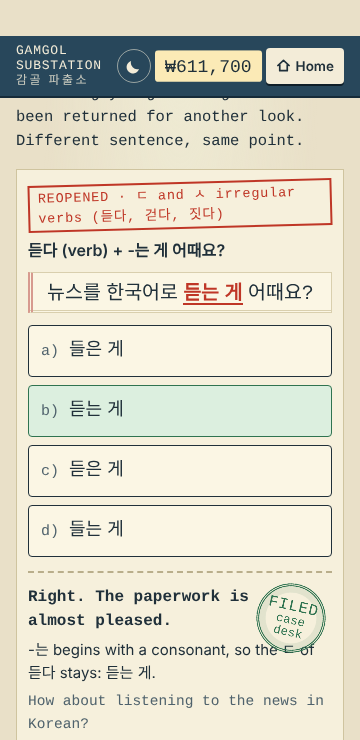 GAMGOL
SUBSTATION
감골 파출소
₩611,700
Home
been returned for another look.
Different sentence, same point.
REOPENED · ㄷ and ㅅ irregular
verbs (듣다, 걷다, 짓다)
듣다 (verb) + -는 게 어때요?
뉴스를 한국어로 듣는 게 어때요?
a) 들은 게
b) 듣는 게
c) 듣은 게
d) 들는 게
Right. The paperwork is
almost pleased.
FILED
case
desk
-는 begins with a consonant, so the ㄷ of
듣다 stays: 듣는 게.
How about listening to the news in
Korean?